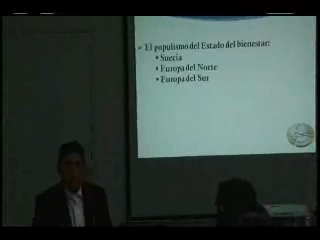 El populismo del Estado del bienestar:
Suecia
Europa del Norte
Europa del Sur